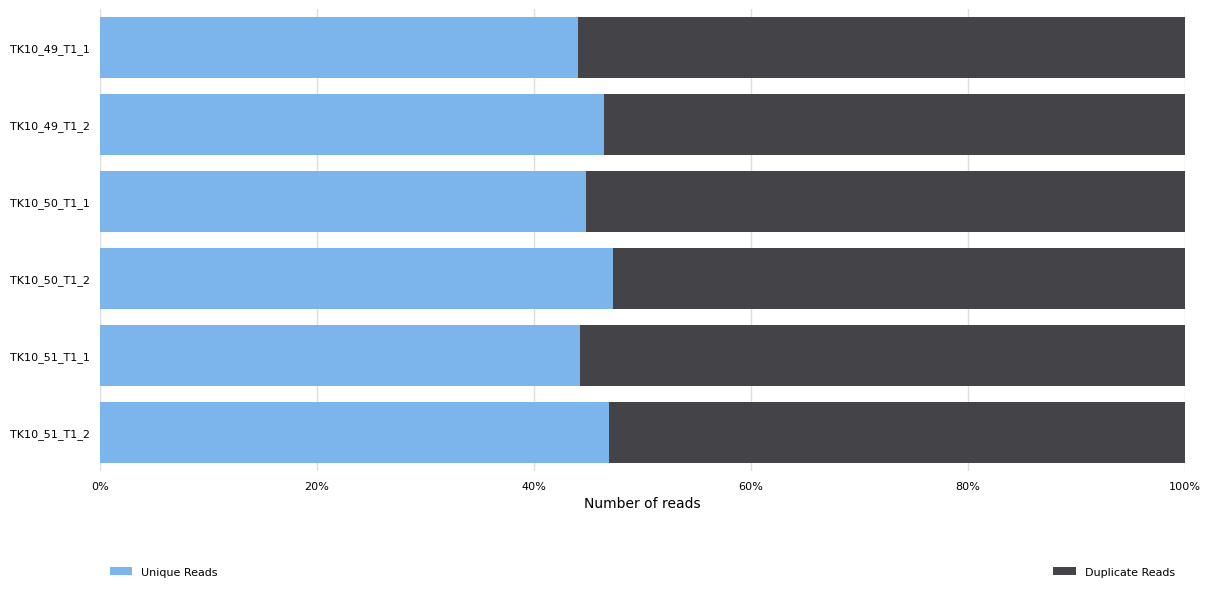 TK10_49_T1_1
TK10_49_T1_2
TK10_50_T1_1
TK10_50_T1_2
TK10_51_T1_1
TK10_51_T1_2
0% 20% 40% 60% 80% 100%
Number of reads
Unique Reads Duplicate Reads